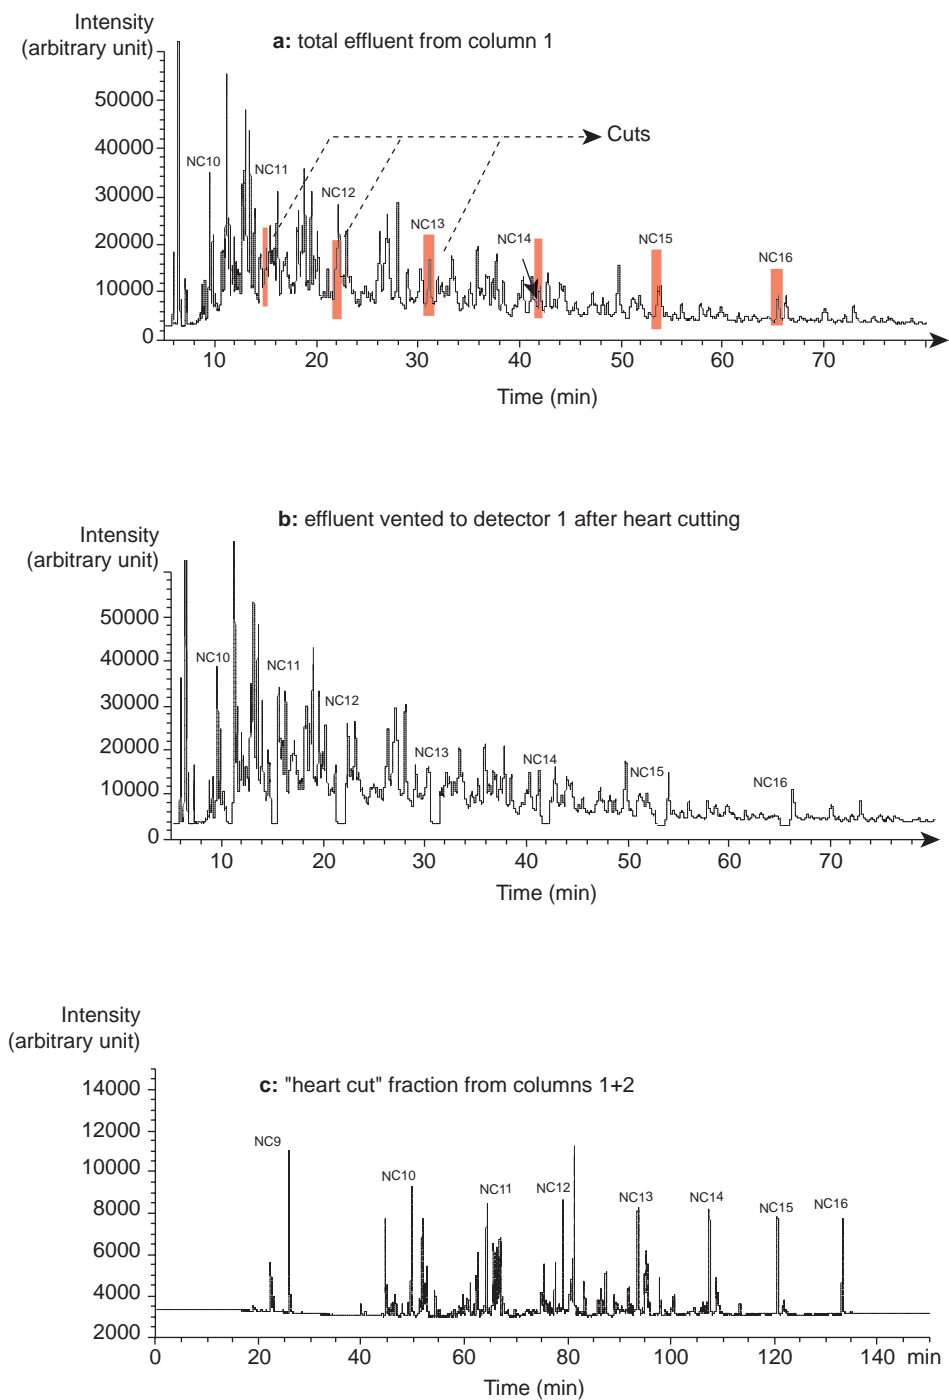 Intensity
(arbitrary unit)
a: total effluent from column 1
50000
40000
30000
20000
10000
0
NC10
NC11
NC12
NC13
NC14
NC15
NC16
Cuts
10 20 30 40 50 60 70
Time (min)
b: effluent vented to detector 1 after heart cutting
Intensity
(arbitrary unit)
50000
40000
30000
20000
10000
0
NC10
NC11
NC12
NC13
NC14
NC15
NC16
10 20 30 40 50 60 70
Time (min)
Intensity
(arbitrary unit)
c: "heart cut" fraction from columns 1+2
14000
12000
10000
8000
6000
4000
2000
NC9
NC10
NC11
NC12
NC13
NC14
NC15
NC16
0 20 40 60 80 100 120 140 min
Time (min)